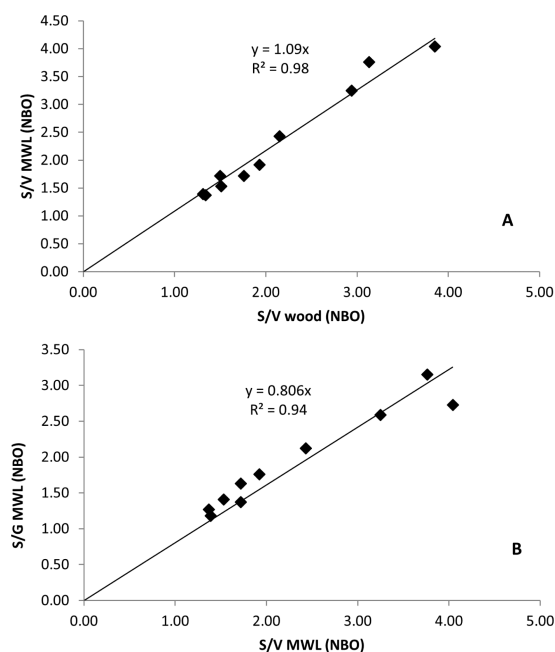 4.50
4.00
3.50
3.00
2.50
2.00
1.50
1.00
0.50
0.00
S/V MWL (NBO)
y = 1.09x
R² = 0.98
A
0.00 1.00 2.00 3.00 4.00 5.00
S/V wood (NBO)
3.50
3.00
2.50
2.00
1.50
1.00
0.50
0.00
S/G MWL (NBO)
y = 0.806x
R² = 0.94
B
0.00 1.00 2.00 3.00 4.00 5.00
S/V MWL (NBO)